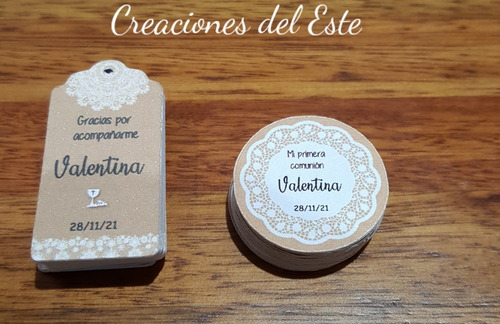 Creaciones del Este
Gracias por
acompañarme
Valentina
28/11/21
Mi primera
comunión
Valentina
28/11/21